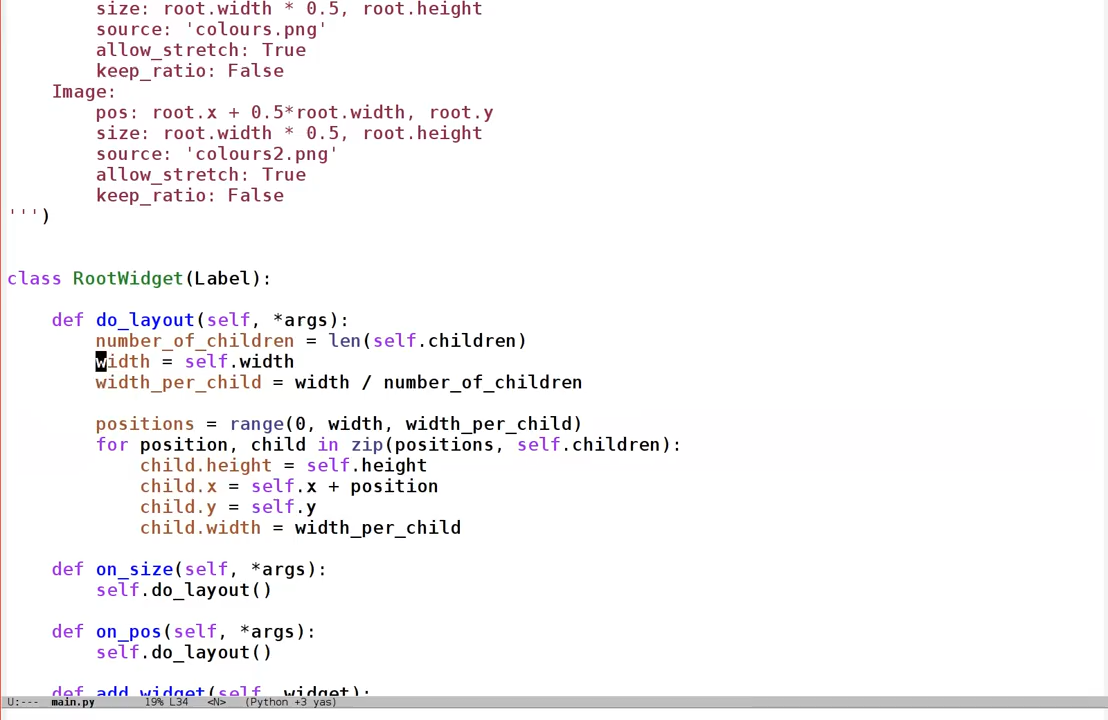 size: root.width * 0.5, root.height
        source: 'colours.png'
        allow_stretch: True
        keep_ratio: False
    Image:
        pos: root.x + 0.5*root.width, root.y
        size: root.width * 0.5, root.height
        source: 'colours2.png'
        allow_stretch: True
        keep_ratio: False
''')
class RootWidget(Label):
    def do_layout(self, *args):
        number_of_children = len(self.children)
        width = self.width
        width_per_child = width / number_of_children
        positions = range(0, width, width_per_child)
        for position, child in zip(positions, self.children):
            child.height = self.height
            child.x = self.x + position
            child.y = self.y
            child.width = width_per_child
    def on_size(self, *args):
        self.do_layout()
    def on_pos(self, *args):
        self.do_layout()
    def add_widget(self, widget):
U:--- main.py 19% L34 <N> (Python +3 yas)